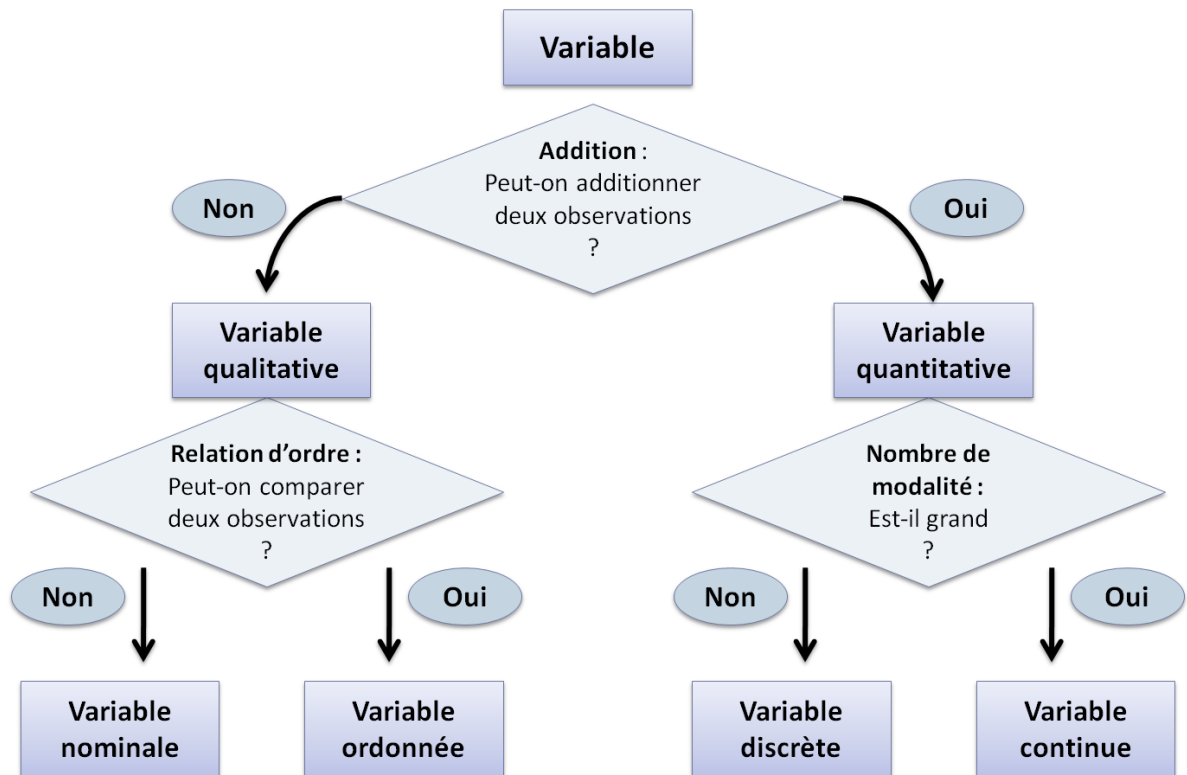 Variable
Addition :
Peut-on additionner
deux observations
?
Non
Oui
Variable
qualitative
Variable
quantitative
Relation d’ordre :
Peut-on comparer
deux observations
?
Nombre de
modalité :
Est-il grand
?
Non
Oui
Non
Oui
Variable
nominale
Variable
ordonnée
Variable
discrète
Variable
continue